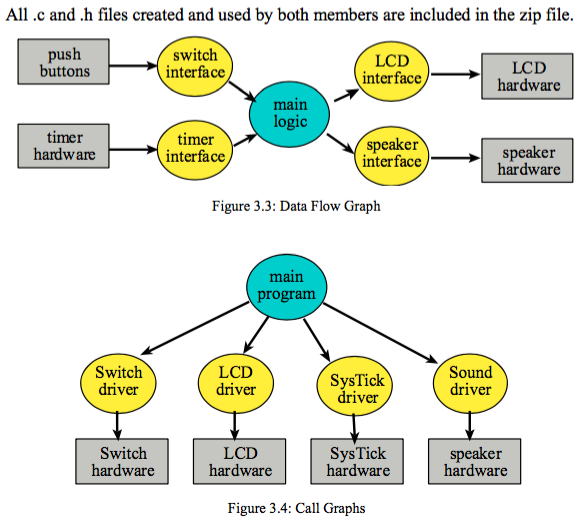 All .c and .h files created and used by both members are included in the zip file.
push
buttons
switch
interface
LCD
interface
LCD
hardware
main
logic
timer
hardware
timer
interface
speaker
interface
speaker
hardware
Figure 3.3: Data Flow Graph
main
program
Switch
driver
LCD
driver
SysTick
driver
Sound
driver
Switch
hardware
LCD
hardware
SysTick
hardware
speaker
hardware
Figure 3.4: Call Graphs